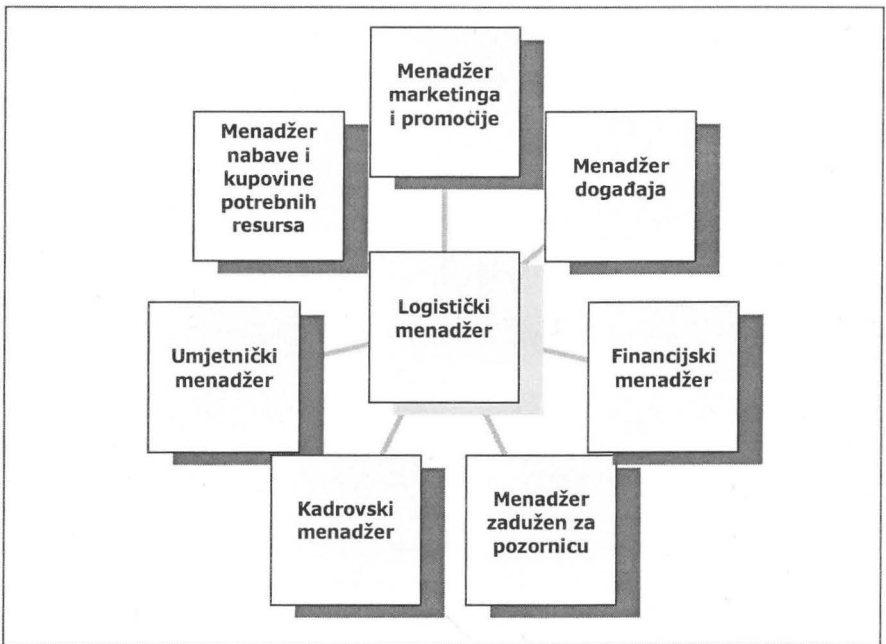 Menadžer
marketinga
i promocije
Menadžer
nabave i
kupovine
potrebnih
resursa
Menadžer
događaja
Logistički
menadžer
Umjetnički
menadžer
Financijski
menadžer
Kadrovski
menadžer
Menadžer
zadužen za
pozornicu